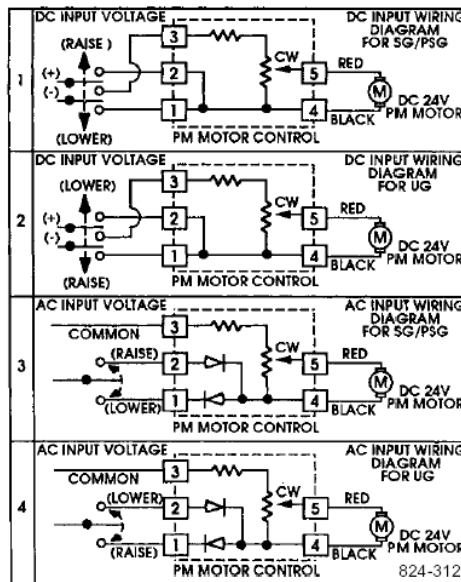 DC INPUT VOLTAGE
DC INPUT WIRING
DIAGRAM
FOR SG/PSG
(RAISE)
3
1
(+)
2
CW
5
RED
(-)
M
1
4
BLACK
DC 24V
PM MOTOR
(LOWER)
PM MOTOR CONTROL
DC INPUT VOLTAGE
DC INPUT WIRING
DIAGRAM
FOR UG
(LOWER)
3
2
(+)
2
CW
5
RED
(-)
M
1
4
BLACK
DC 24V
PM MOTOR
(RAISE)
PM MOTOR CONTROL
AC INPUT VOLTAGE
AC INPUT WIRING
DIAGRAM
FOR SG/PSG
COMMON
3
3
(RAISE)
2
CW
5
RED
M
(LOWER)
1
4
BLACK
DC 24V
PM MOTOR
PM MOTOR CONTROL
AC INPUT VOLTAGE
AC INPUT WIRING
DIAGRAM
FOR UG
COMMON
3
4
(LOWER)
2
CW
5
RED
M
(RAISE)
1
4
BLACK
DC 24V
PM MOTOR
PM MOTOR CONTROL
824-312